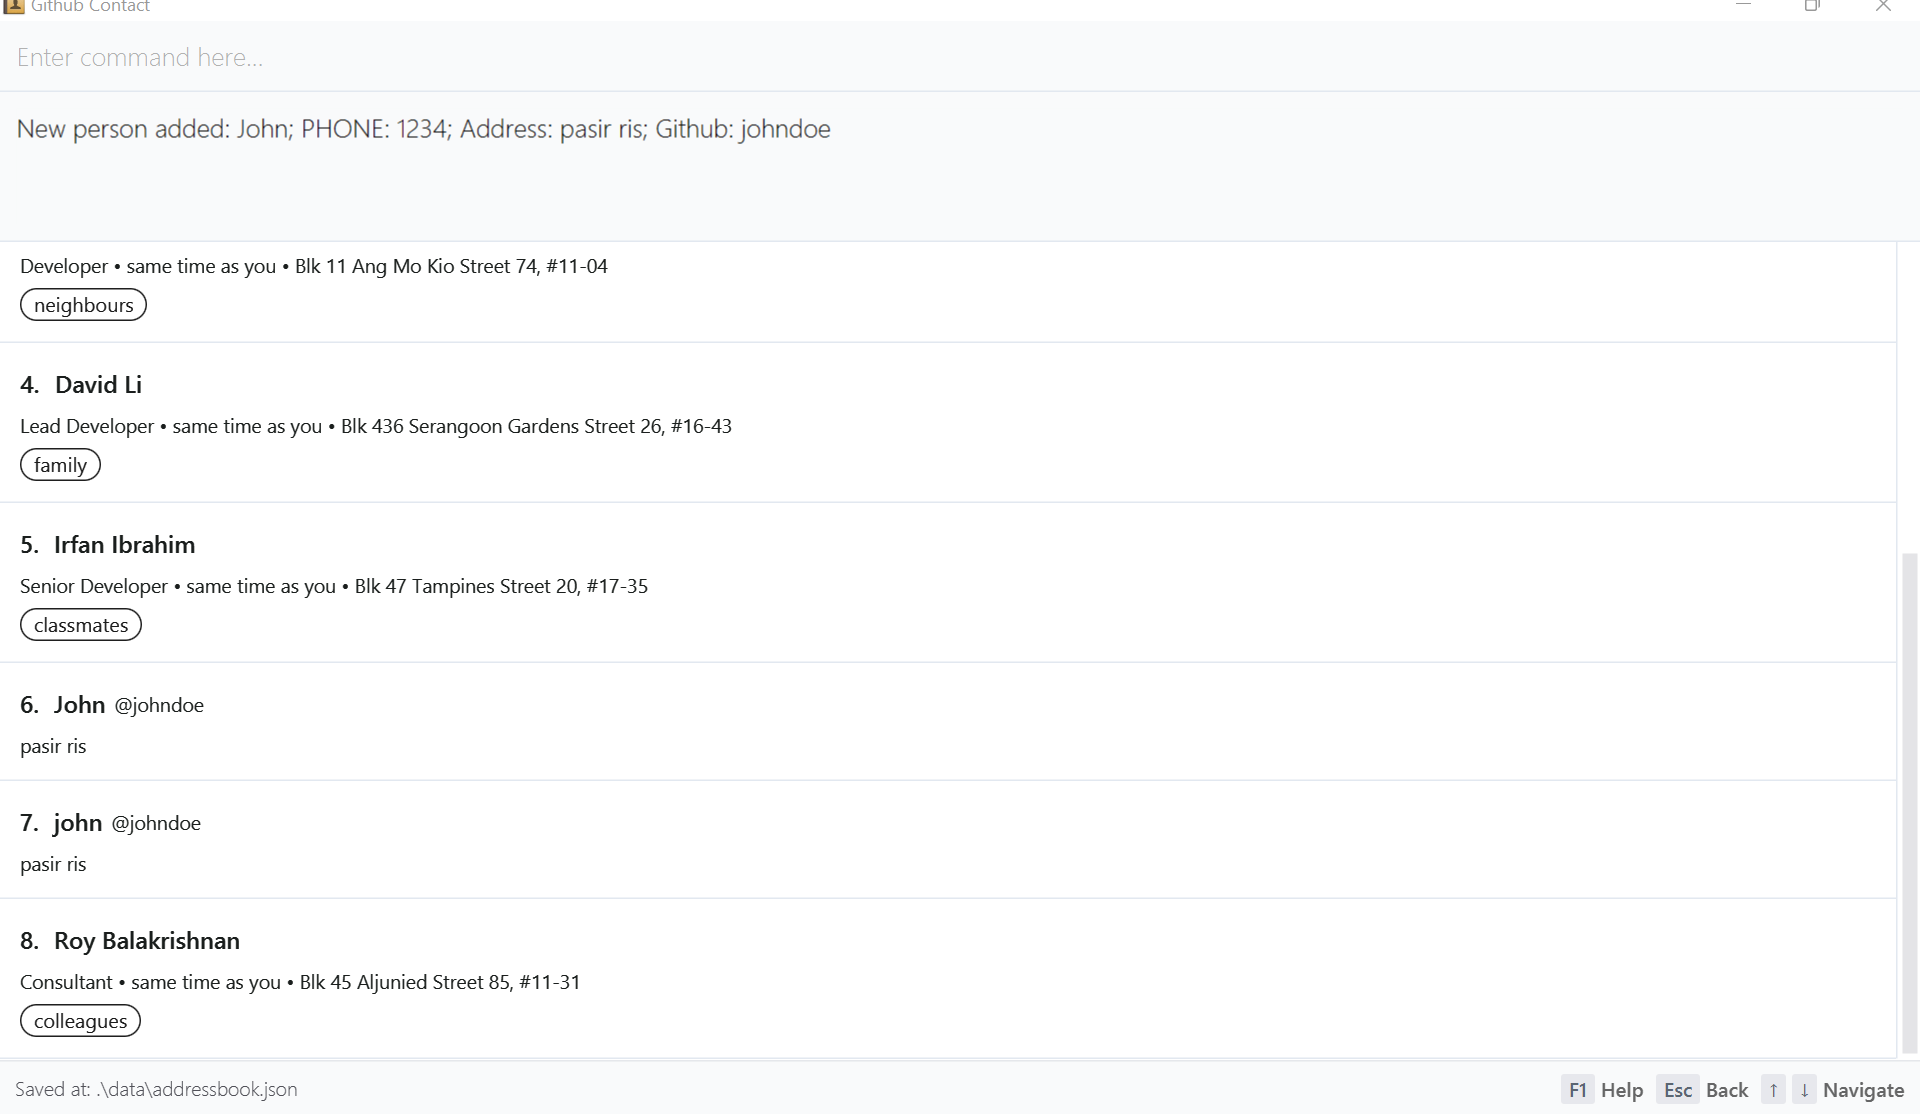 Github Contact
Enter command here...
New person added: John; PHONE: 1234; Address: pasir ris; Github: johndoe
Developer • same time as you • Blk 11 Ang Mo Kio Street 74, #11-04
neighbours
4. David Li
Lead Developer • same time as you • Blk 436 Serangoon Gardens Street 26, #16-43
family
5. Irfan Ibrahim
Senior Developer • same time as you • Blk 47 Tampines Street 20, #17-35
classmates
6. John @johndoe
pasir ris
7. john @johndoe
pasir ris
8. Roy Balakrishnan
Consultant • same time as you • Blk 45 Aljunied Street 85, #11-31
colleagues
Saved at: .\data\addressbook.json
F1 Help Esc Back ↑ ↓ Navigate